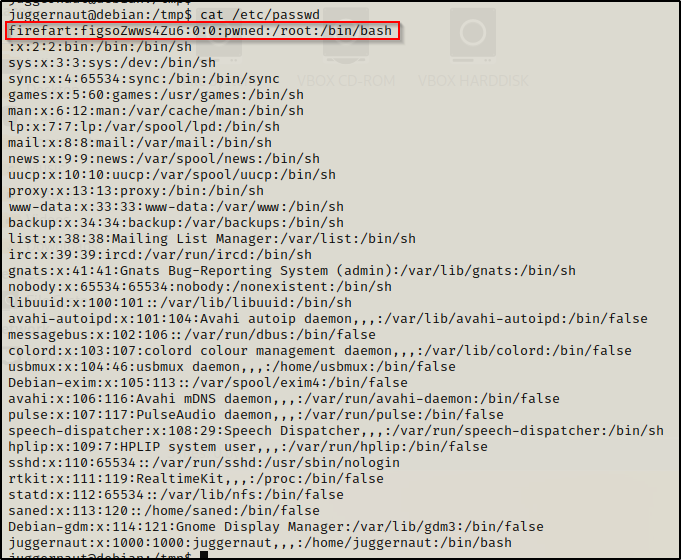 juggernaut@debian:/tmp$ cat /etc/passwd
firefart:figsoZwws4Zu6:0:0:pwned:/root:/bin/bash
:x:2:2:bin:/bin:/bin/sh
sys:x:3:3:sys:/dev:/bin/sh
sync:x:4:65534:sync:/bin:/bin/sync
games:x:5:60:games:/usr/games:/bin/sh
man:x:6:12:man:/var/cache/man:/bin/sh
lp:x:7:7:lp:/var/spool/lpd:/bin/sh
mail:x:8:8:mail:/var/mail:/bin/sh
news:x:9:9:news:/var/spool/news:/bin/sh
uucp:x:10:10:uucp:/var/spool/uucp:/bin/sh
proxy:x:13:13:proxy:/bin:/bin/sh
www-data:x:33:33:www-data:/var/www:/bin/sh
backup:x:34:34:backup:/var/backups:/bin/sh
list:x:38:38:Mailing List Manager:/var/list:/bin/sh
irc:x:39:39:ircd:/var/run/ircd:/bin/sh
gnats:x:41:41:Gnats Bug-Reporting System (admin):/var/lib/gnats:/bin/sh
nobody:x:65534:65534:nobody:/nonexistent:/bin/sh
libuuid:x:100:101::/var/lib/libuuid:/bin/sh
avahi-autoipd:x:101:104:Avahi autoip daemon,,,:/var/lib/avahi-autoipd:/bin/false
messagebus:x:102:106::/var/run/dbus:/bin/false
colord:x:103:107:colord colour management daemon,,,:/var/lib/colord:/bin/false
usbmux:x:104:46:usbmux daemon,,,:/home/usbmux:/bin/false
Debian-exim:x:105:113::/var/spool/exim4:/bin/false
avahi:x:106:116:Avahi mDNS daemon,,,:/var/run/avahi-daemon:/bin/false
pulse:x:107:117:PulseAudio daemon,,,:/var/run/pulse:/bin/false
speech-dispatcher:x:108:29:Speech Dispatcher,,,:/var/run/speech-dispatcher:/bin/sh
hplip:x:109:7:HPLIP system user,,,:/var/run/hplip:/bin/false
sshd:x:110:65534::/var/run/sshd:/usr/sbin/nologin
rtkit:x:111:119:RealtimeKit,,,:/proc:/bin/false
statd:x:112:65534::/var/lib/nfs:/bin/false
saned:x:113:120::/home/saned:/bin/false
Debian-gdm:x:114:121:Gnome Display Manager:/var/lib/gdm3:/bin/false
juggernaut:x:1000:1000:juggernaut,,,:/home/juggernaut:/bin/bash
juggernaut@debian:/tmp$
VBOX CD-ROM
VBOX HARDDISK